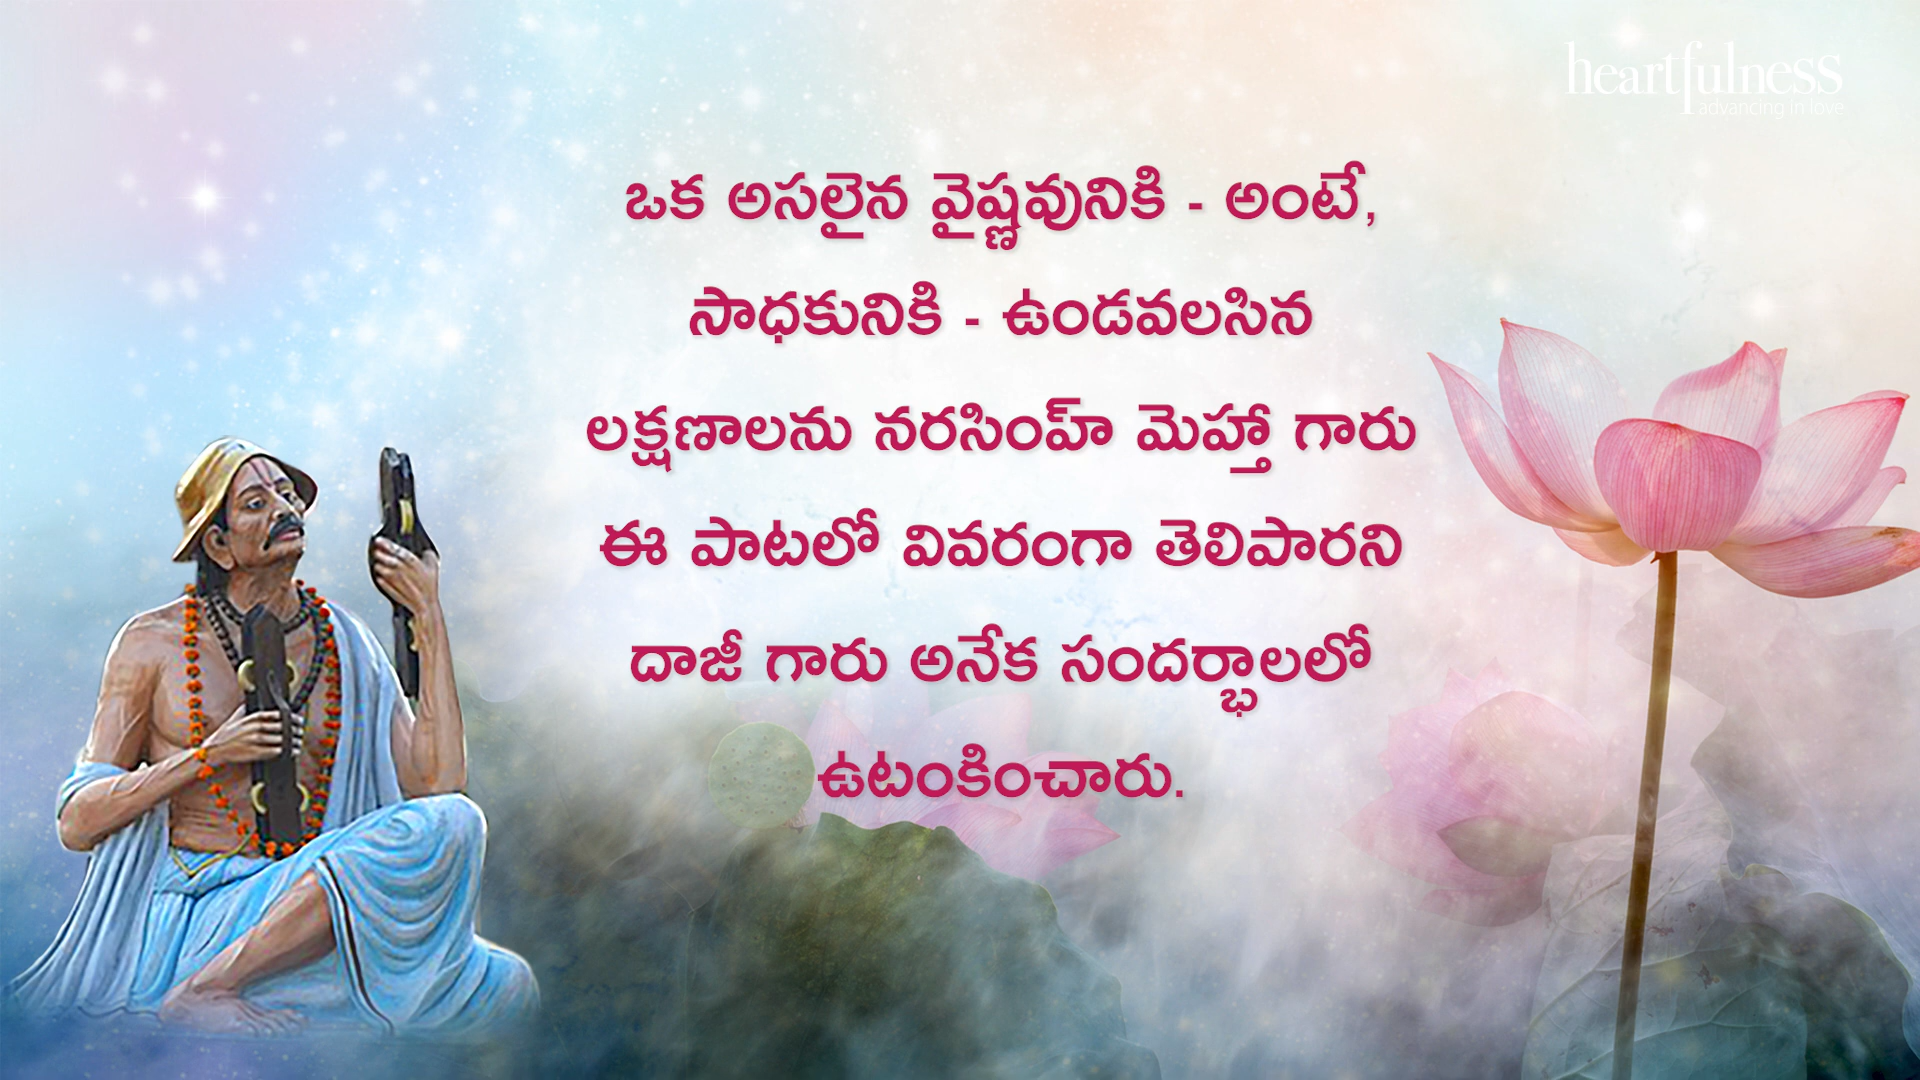 heartfulness
advancing in love
ఒక అసలైన వైష్ణవునికి - అంటే,
సాధకునికి - ఉండవలసిన
లక్షణాలను నరసింహ్ మెహ్తా గారు
ఈ పాటలో వివరంగా తెలిపారని
దాజీ గారు అనేక సందర్భాలలో
ఉటంకించారు.